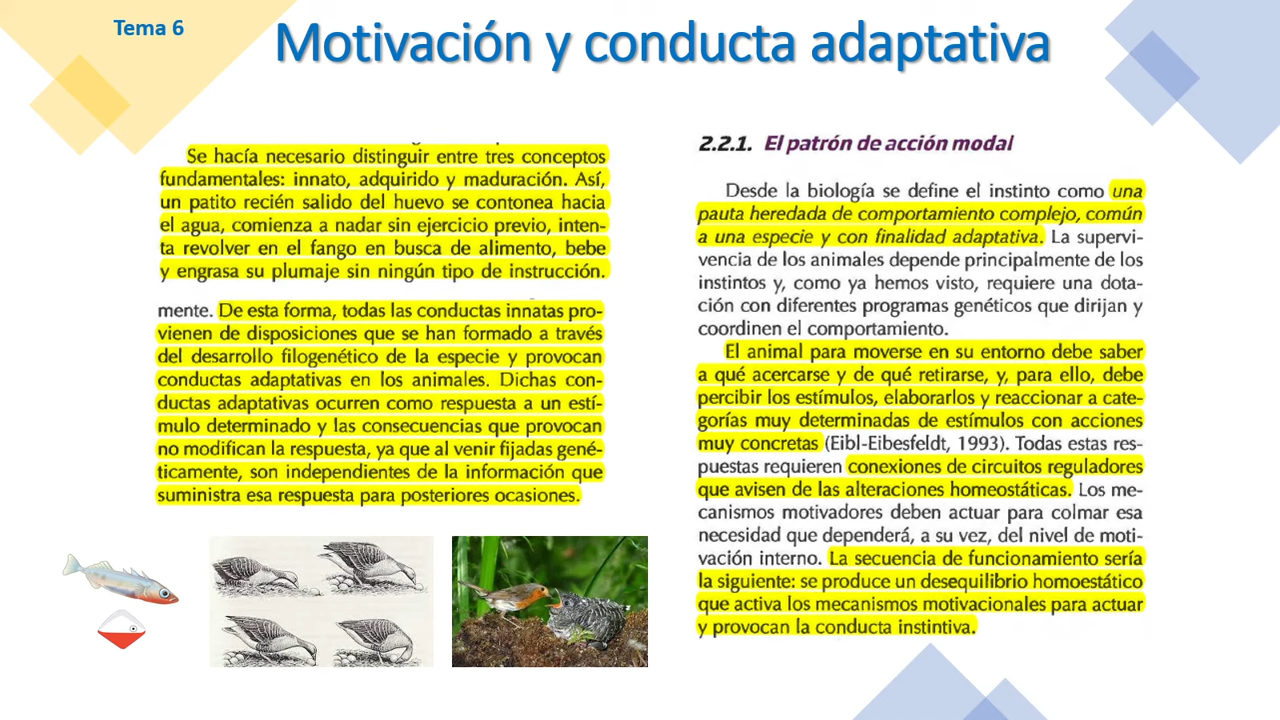 Tema 6
Motivación y conducta adaptativa
Se hacía necesario distinguir entre tres conceptos
fundamentales: innato, adquirido y maduración. Así,
un patito recién salido del huevo se contonea hacia
el agua, comienza a nadar sin ejercicio previo, inten-
ta revolver en el fango en busca de alimento, bebe
y engrasa su plumaje sin ningún tipo de instrucción.
mente. De esta forma, todas las conductas innatas pro-
vienen de disposiciones que se han formado a través
del desarrollo filogenético de la especie y provocan
conductas adaptativas en los animales. Dichas con-
ductas adaptativas ocurren como respuesta a un estí-
mulo determinado y las consecuencias que provocan
no modifican la respuesta, ya que al venir fijadas gené-
ticamente, son independientes de la información que
suministra esa respuesta para posteriores ocasiones.
2.2.1. El patrón de acción modal
Desde la biología se define el instinto como una
pauta heredada de comportamiento complejo, común
a una especie y con finalidad adaptativa. La supervi-
vencia de los animales depende principalmente de los
instintos y, como ya hemos visto, requiere una dota-
ción con diferentes programas genéticos que dirijan y
coordinen el comportamiento.
El animal para moverse en su entorno debe saber
a qué acercarse y de qué retirarse, y, para ello, debe
percibir los estímulos, elaborarlos y reaccionar a cate-
gorías muy determinadas de estímulos con acciones
muy concretas (Eibl-Eibesfeldt, 1993). Todas estas res-
puestas requieren conexiones de circuitos reguladores
que avisen de las alteraciones homeostáticas. Los me-
canismos motivadores deben actuar para colmar esa
necesidad que dependerá, a su vez, del nivel de moti-
vación interno. La secuencia de funcionamiento sería
la siguiente: se produce un desequilibrio homoestático
que activa los mecanismos motivacionales para actuar
y provocan la conducta instintiva.